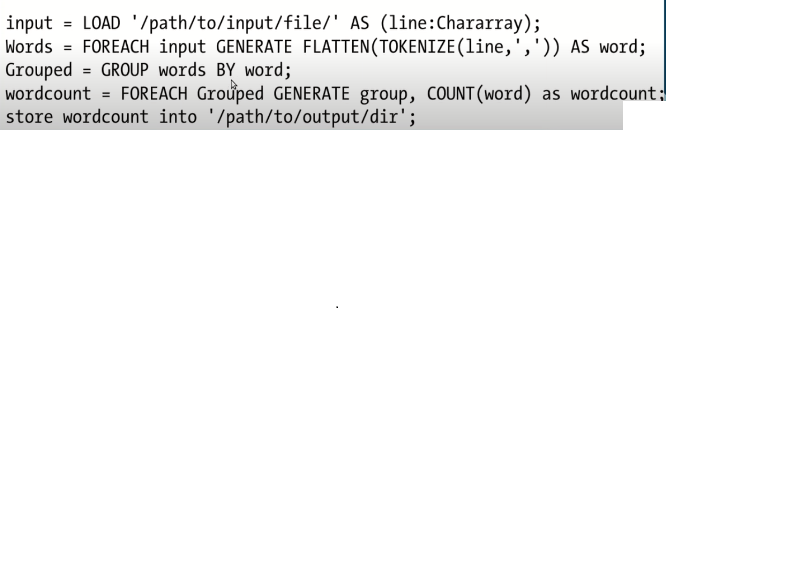 input = LOAD '/path/to/input/file/' AS (line:Chararray);
Words = FOREACH input GENERATE FLATTEN(TOKENIZE(line,',')) AS word;
Grouped = GROUP words BY word;
wordcount = FOREACH Grouped GENERATE group, COUNT(word) as wordcount;
store wordcount into '/path/to/output/dir';